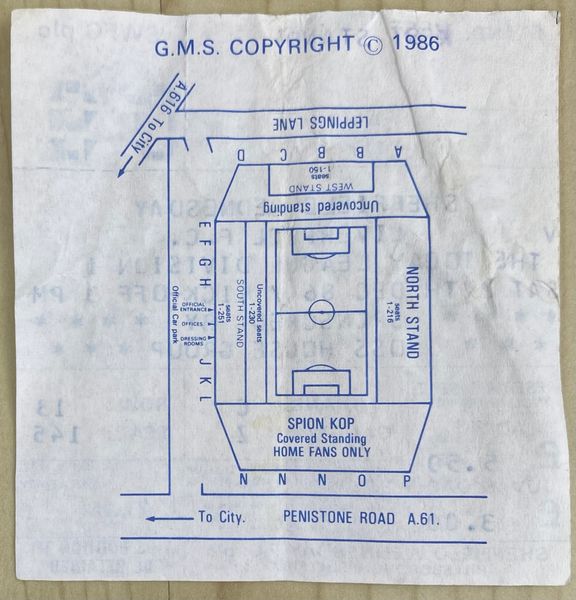 G.M.S. COPYRIGHT © 1986
A.616 To City
LEPPINGS LANE
D C B B A
seats
1-150
WEST STAND
Uncovered standing
E F G H
J K L
Official Car park
OFFICIAL
ENTRANCE
OFFICES
DRESSING
ROOMS
seats
1-251
SOUTH STAND
Uncovered seats
1-230
NORTH STAND
seats
1-216
SPION KOP
Covered Standing
HOME FANS ONLY
N N N O P
To City. PENISTONE ROAD A.61.